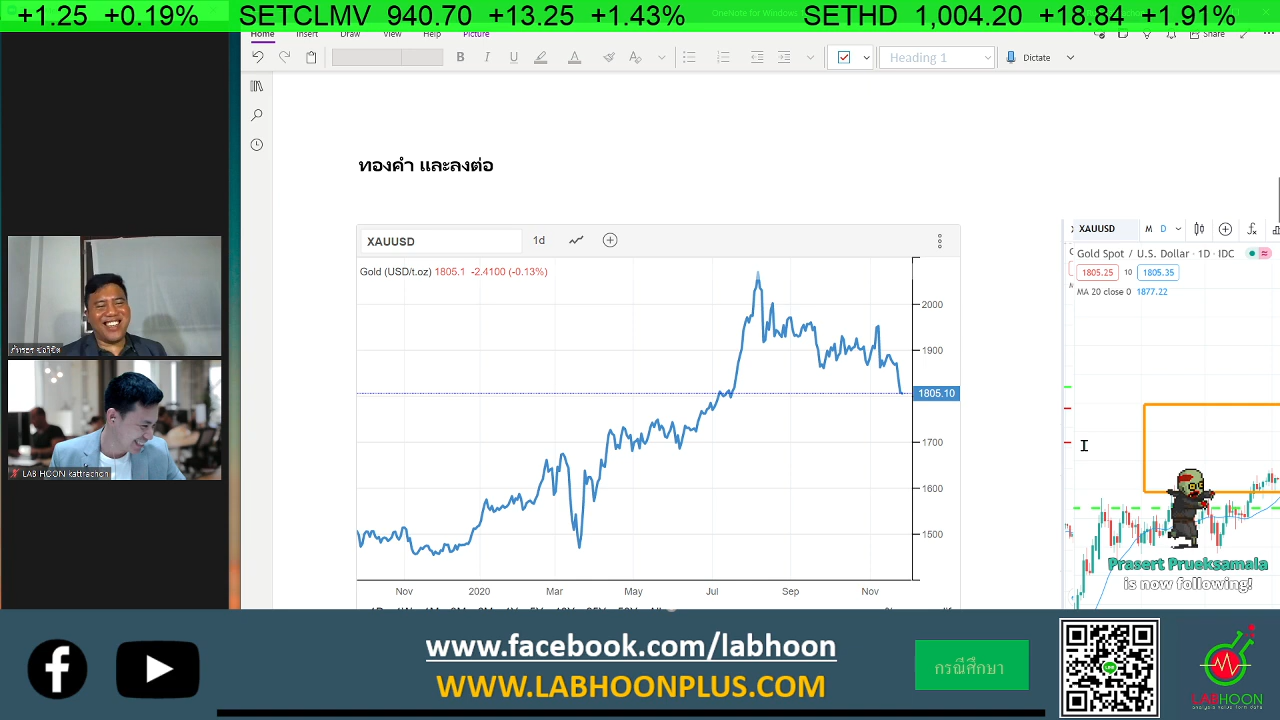 +1.25 +0.19% SETCLMV 940.70 +13.25 +1.43% SETHD 1,004.20 +18.84 +1.91%
Home Insert Draw View Help Picture Share
B I U A Heading 1 Dictate
ทองคำ และลงต่อ
XAUUSD 1d
Gold (USD/t.oz) 1805.1 -2.4100 (-0.13%)
2000
1900
1805.10
1700
1600
1500
Nov 2020 Mar May Jul Sep Nov
XAUUSD M D
Gold Spot / U.S. Dollar · 1D · IDC
1805.25 10 1805.35
MA 20 close 0 1877.22
LAB HOON kattrachon
Prasert Prueksamala
is now following!
www.facebook.com/labhoon
WWW.LABHOONPLUS.COM
กรณีศึกษา
LINE
LABHOON